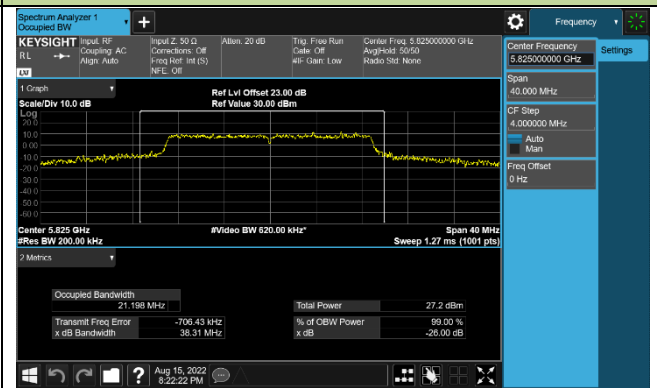 Spectrum Analyzer 1
Occupied BW
Frequency
KEYSIGHT
RL
LXI
Input: RF
Coupling: AC
Align: Auto
Input Z: 50 Ω
Corrections: Off
Freq Ref: Int (S)
NFE: Off
Atten: 20 dB
Trig: Free Run
Gate: Off
#IF Gain: Low
Center Freq: 5.825000000 GHz
Avg|Hold: 50/50
Radio Std: None
Center Frequency
5.825000000 GHz
Settings
Span
40.000 MHz
CF Step
4.000000 MHz
Auto
Man
Freq Offset
0 Hz
1 Graph
Scale/Div 10.0 dB
Ref Lvl Offset 23.00 dB
Ref Value 30.00 dBm
Log
20.0
10.0
0.00
-10.0
-20.0
-30.0
-40.0
-50.0
-60.0
Center 5.825 GHz
#Video BW 620.00 kHz*
Span 40 MHz
#Res BW 200.00 kHz
Sweep 1.27 ms (1001 pts)
2 Metrics
Occupied Bandwidth
21.198 MHz
Total Power 27.2 dBm
Transmit Freq Error -706.43 kHz
% of OBW Power 99.00 %
x dB Bandwidth 38.31 MHz
x dB -26.00 dB
Aug 15, 2022
8:22:22 PM